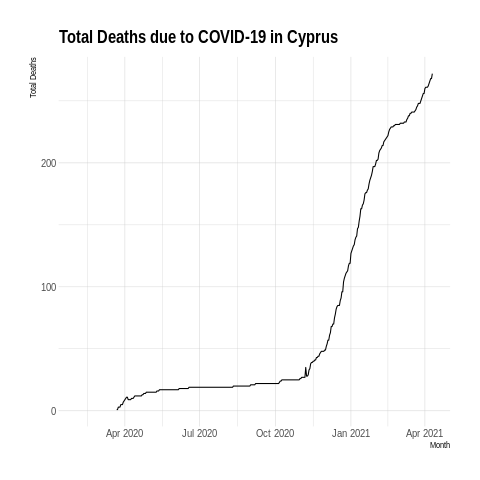 Total Deaths due to COVID-19 in Cyprus
Total Deaths
200
100
0
Apr 2020 Jul 2020 Oct 2020 Jan 2021 Apr 2021
Month